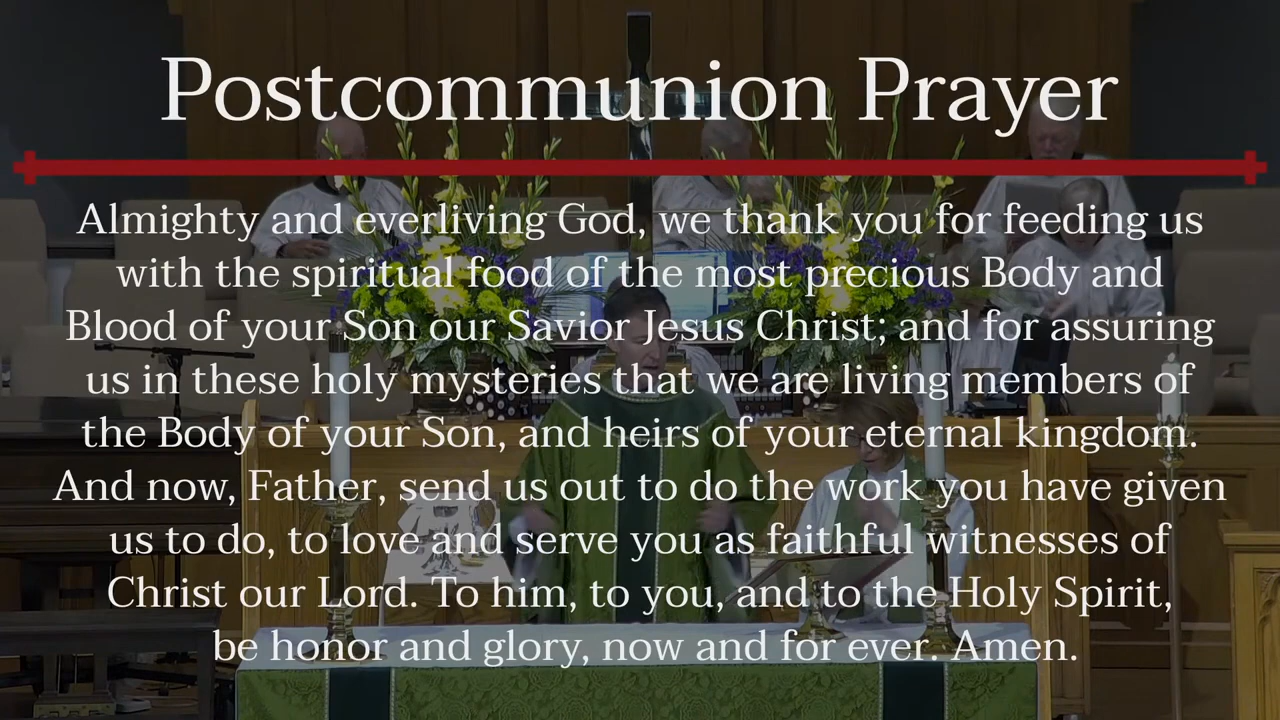 Postcommunion Prayer
Almighty and everliving God, we thank you for feeding us
with the spiritual food of the most precious Body and
Blood of your Son our Savior Jesus Christ; and for assuring
us in these holy mysteries that we are living members of
the Body of your Son, and heirs of your eternal kingdom.
And now, Father, send us out to do the work you have given
us to do, to love and serve you as faithful witnesses of
Christ our Lord. To him, to you, and to the Holy Spirit,
be honor and glory, now and for ever. Amen.